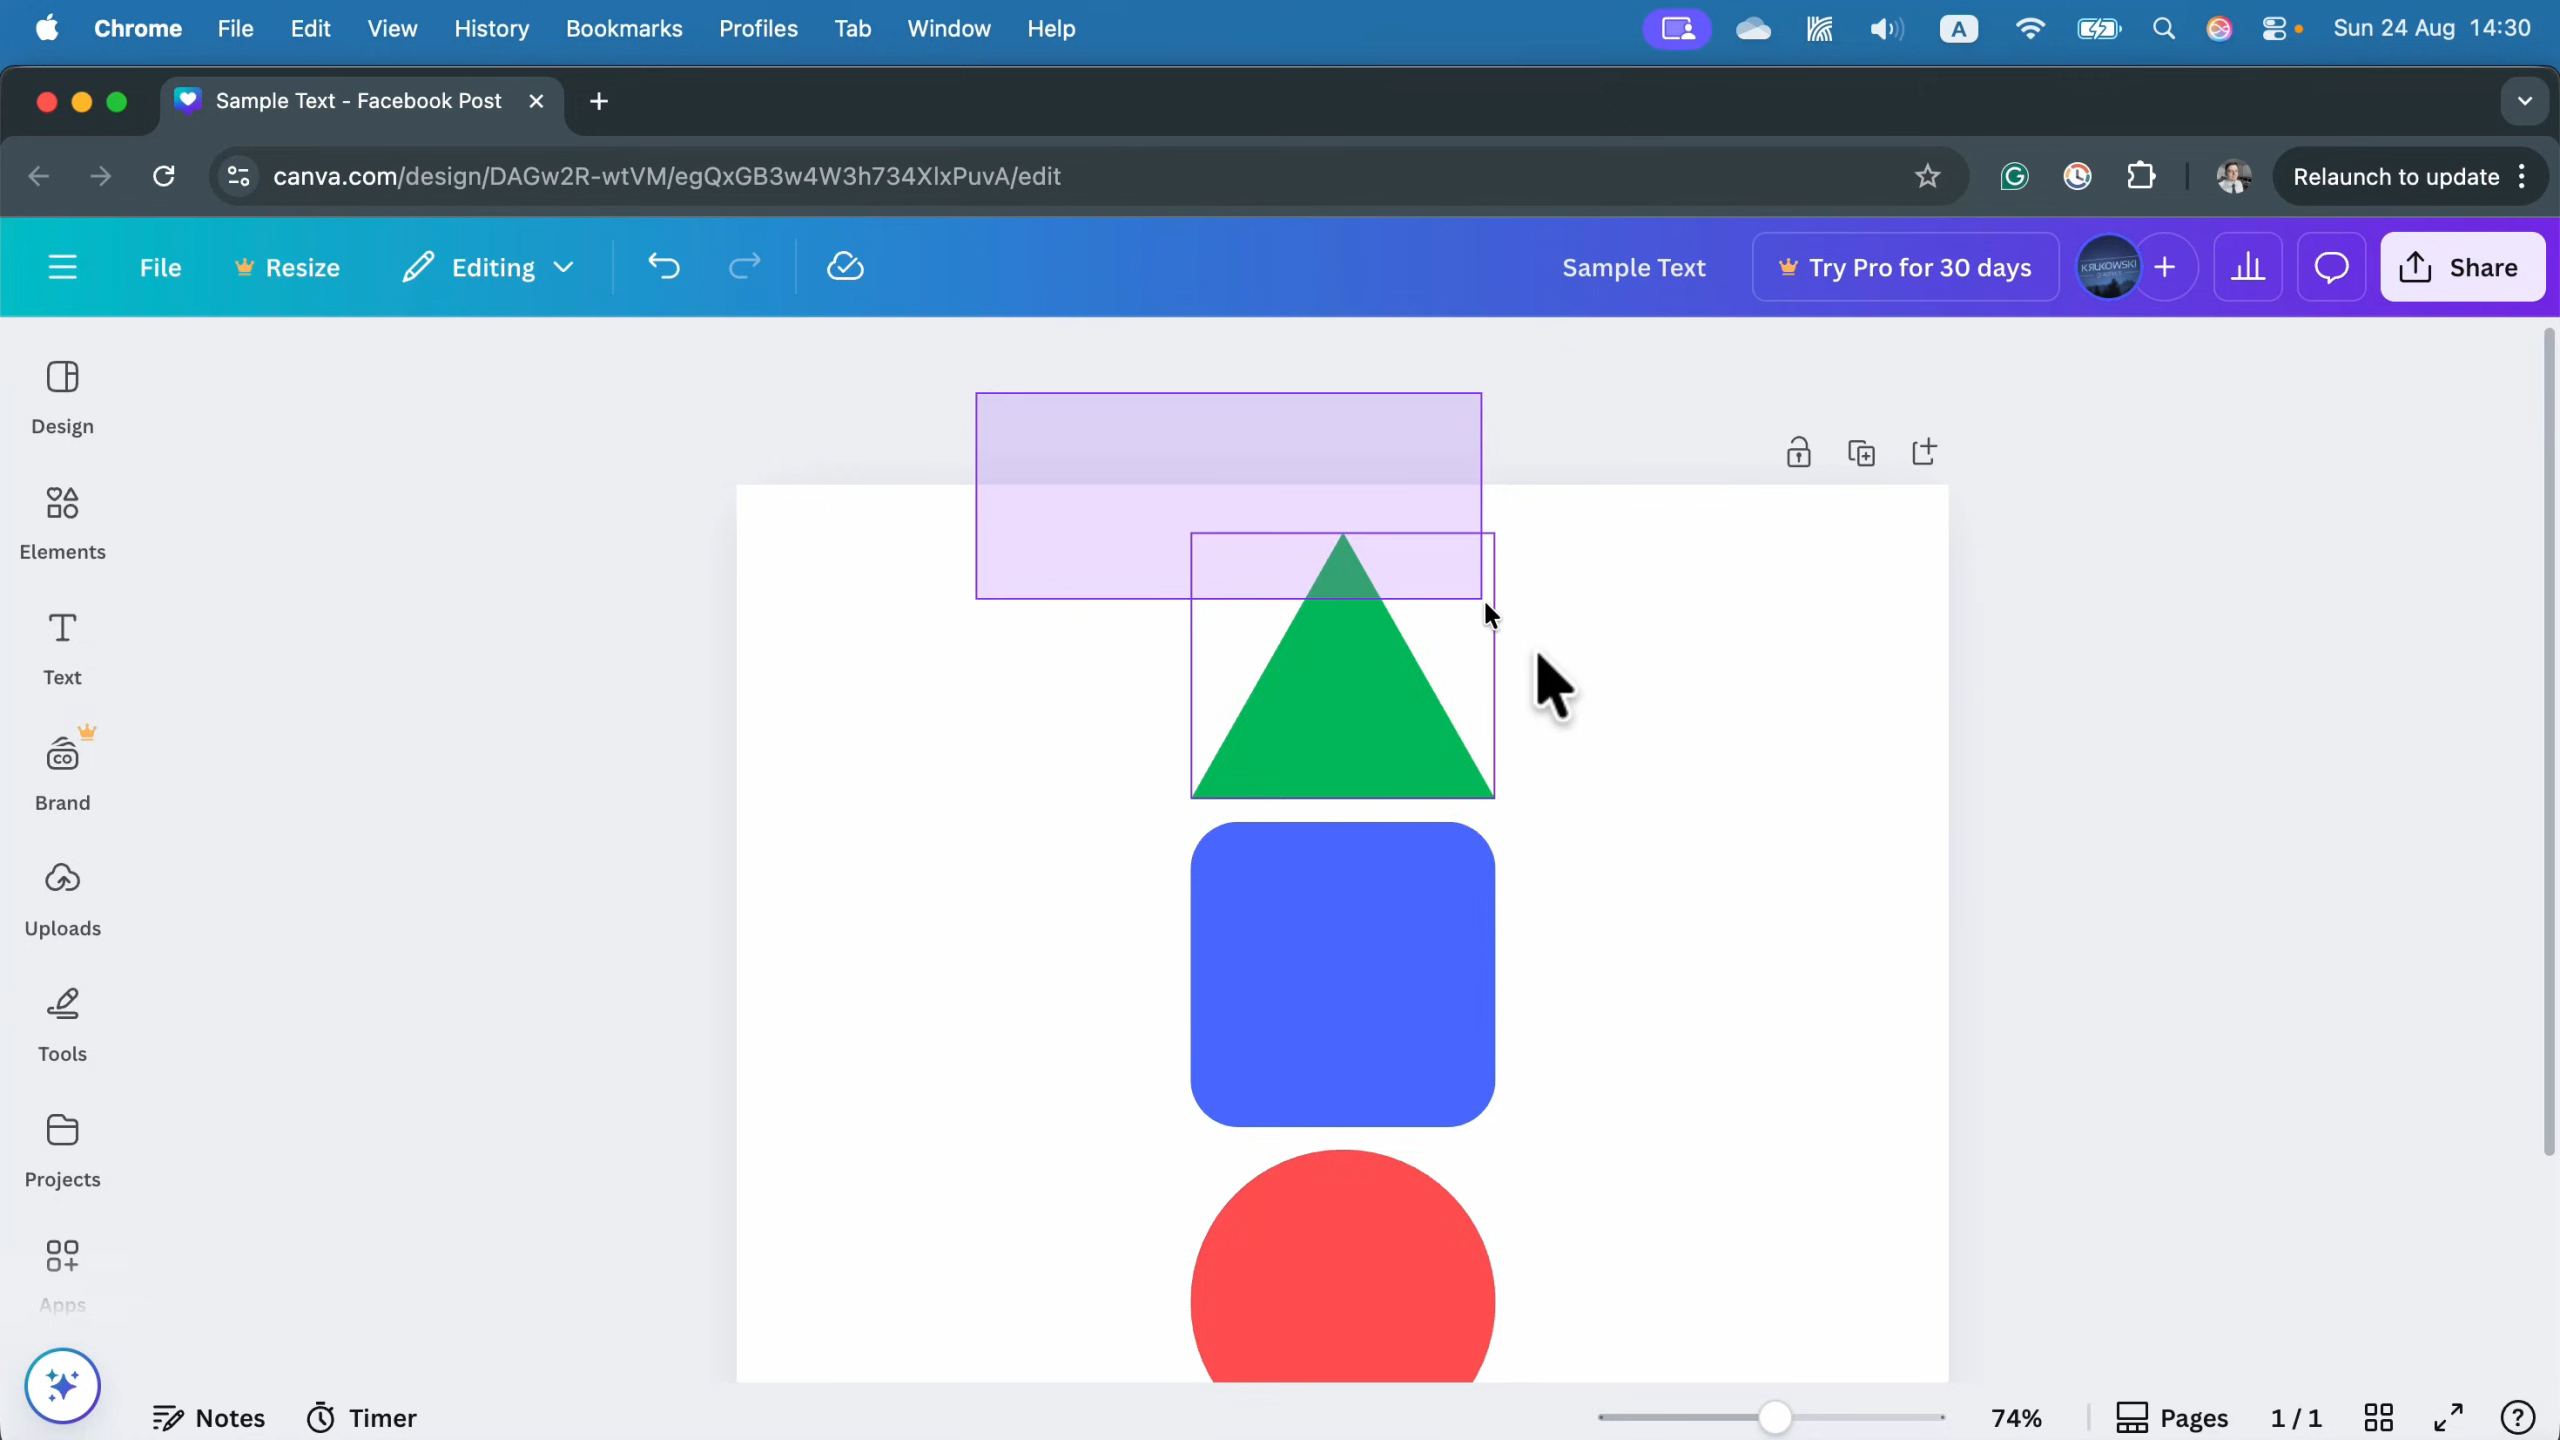 Chrome File Edit View History Bookmarks Profiles Tab Window Help A Sun 24 Aug 14:30
Sample Text - Facebook Post
canva.com/design/DAGw2R-wtVM/egQxGB3w4W3h734XlxPuvA/edit Relaunch to update
File Resize Editing Sample Text Try Pro for 30 days KRUKOWSKI Share
Design
Elements
Text
CO
Brand
Uploads
Tools
Projects
Apps
Notes Timer 74% Pages 1 / 1